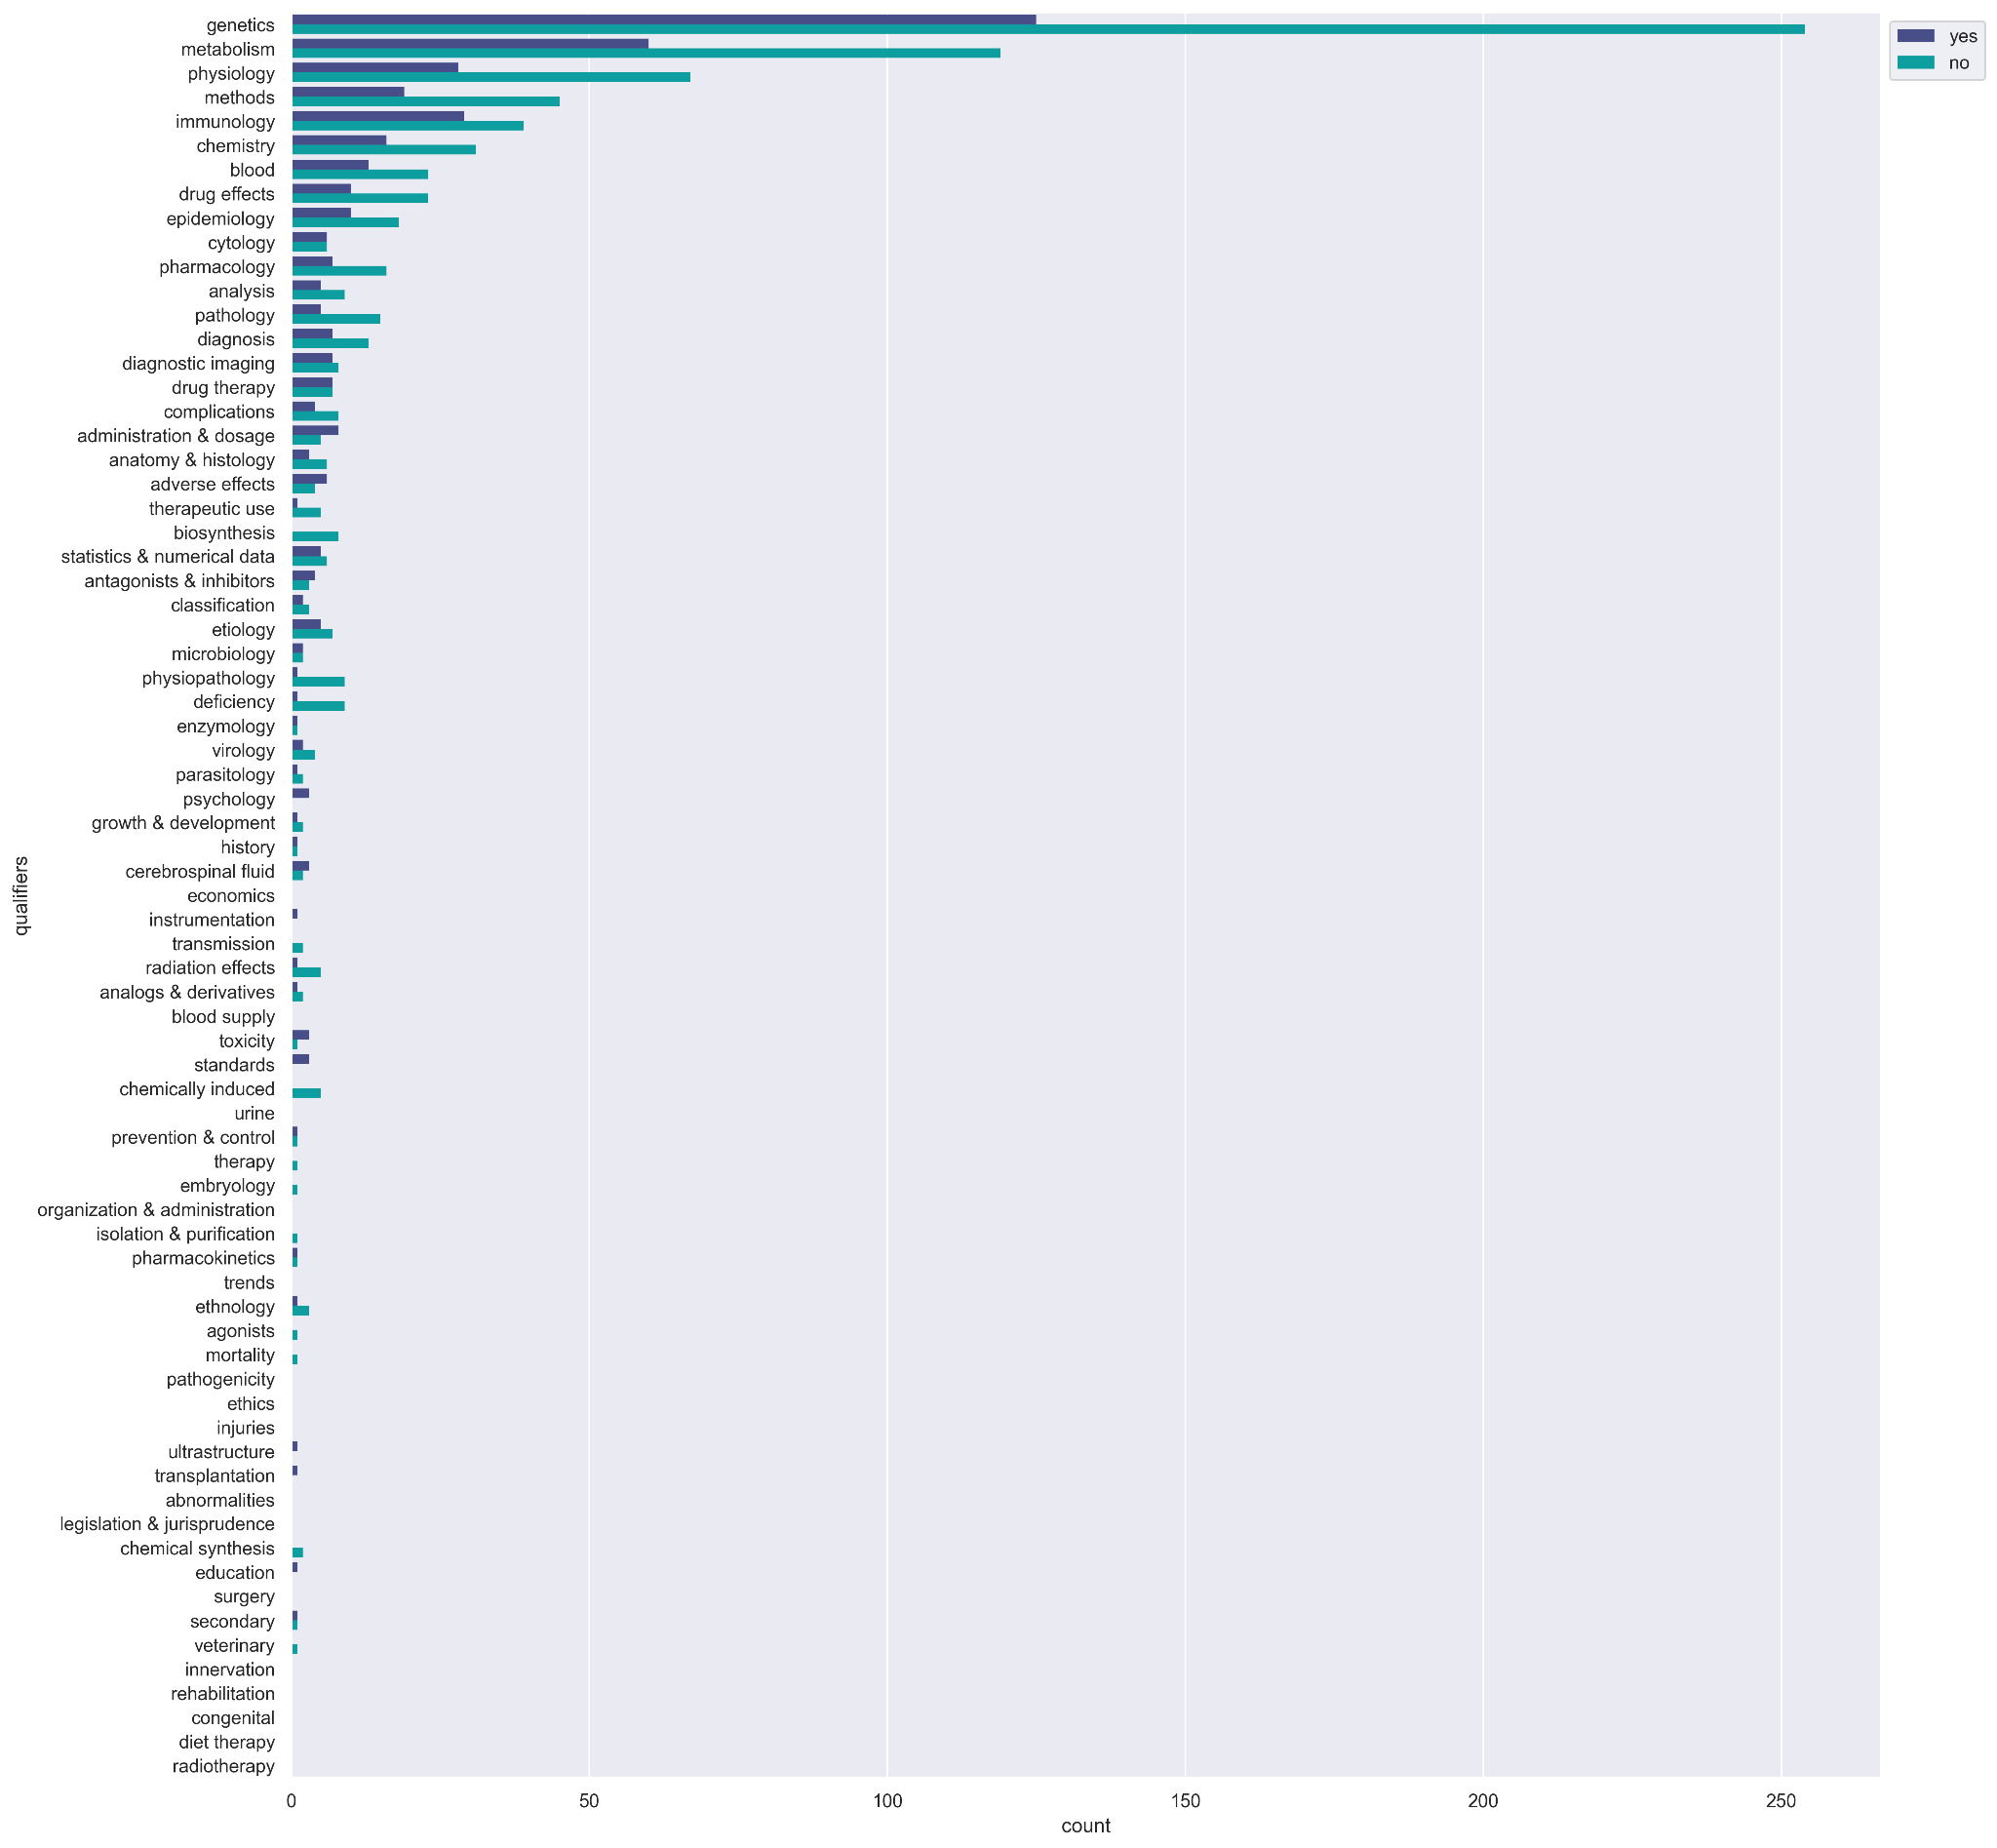 genetics
metabolism
physiology
methods
immunology
chemistry
blood
drug effects
epidemiology
cytology
pharmacology
analysis
pathology
diagnosis
diagnostic imaging
drug therapy
complications
administration & dosage
anatomy & histology
adverse effects
therapeutic use
biosynthesis
statistics & numerical data
antagonists & inhibitors
classification
etiology
microbiology
physiopathology
deficiency
enzymology
virology
parasitology
psychology
growth & development
history
cerebrospinal fluid
economics
instrumentation
transmission
radiation effects
analogs & derivatives
blood supply
toxicity
standards
chemically induced
urine
prevention & control
therapy
embryology
organization & administration
isolation & purification
pharmacokinetics
trends
ethnology
agonists
mortality
pathogenicity
ethics
injuries
ultrastructure
transplantation
abnormalities
legislation & jurisprudence
chemical synthesis
education
surgery
secondary
veterinary
innervation
rehabilitation
congenital
diet therapy
radiotherapy
qualifiers
0 50 100 150 200 250
count
yes
no